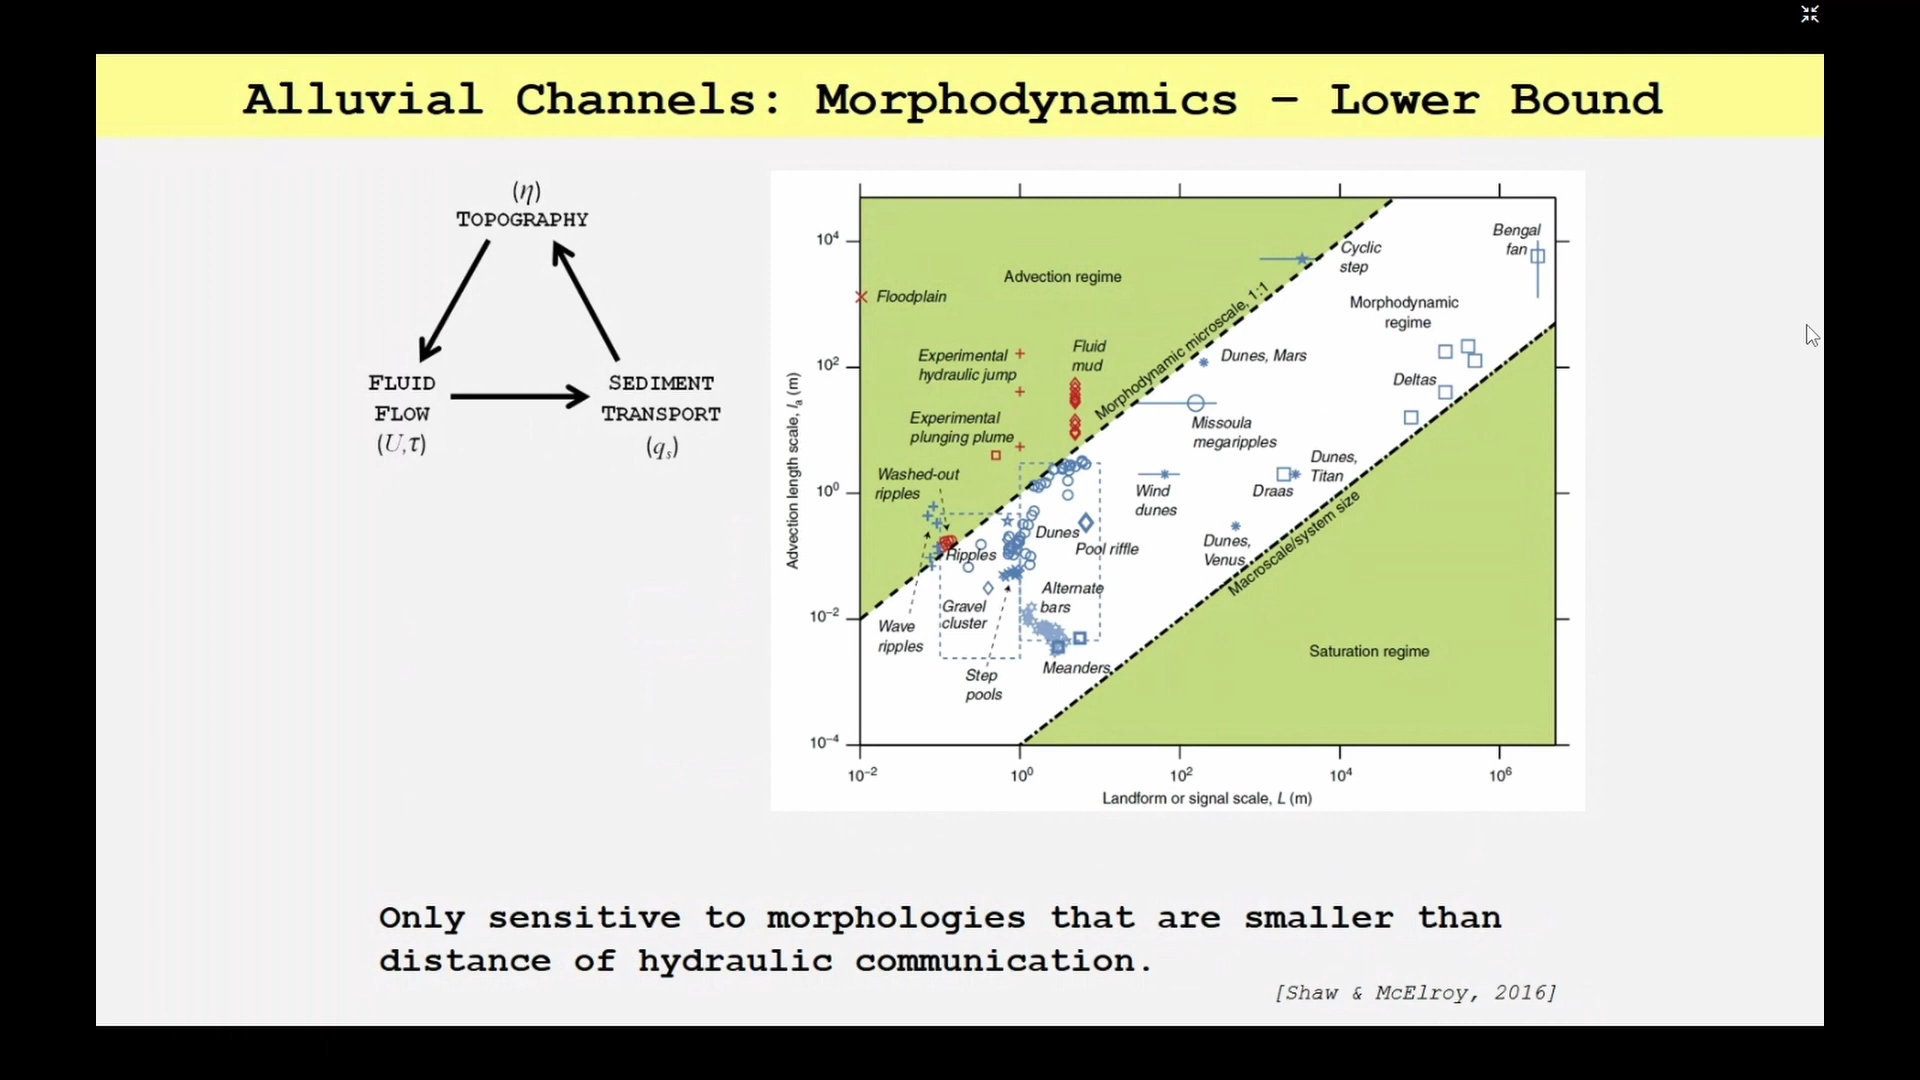 Alluvial Channels: Morphodynamics – Lower Bound
(η)
TOPOGRAPHY
FLUID
FLOW
(U,τ)
SEDIMENT
TRANSPORT
(qₛ)
10⁴
10²
10⁰
10⁻²
10⁻⁴
Advection length scale, lₐ (m)
Advection regime
Floodplain
Experimental
hydraulic jump
Fluid
mud
Experimental
plunging plume
Washed-out
ripples
Morphodynamic microscale, 1:1
Cyclic
step
Bengal
fan
Morphodynamic
regime
Dunes, Mars
Deltas
Missoula
megaripples
Wind
dunes
Draas
Dunes,
Titan
Dunes,
Venus
Macroscale/system size
Ripples
Dunes
Pool riffle
Gravel
cluster
Alternate
bars
Wave
ripples
Step
pools
Meanders
Saturation regime
10⁻²
10⁰
10²
10⁴
10⁶
Landform or signal scale, L (m)
Only sensitive to morphologies that are smaller than
distance of hydraulic communication.
[Shaw & McElroy, 2016]